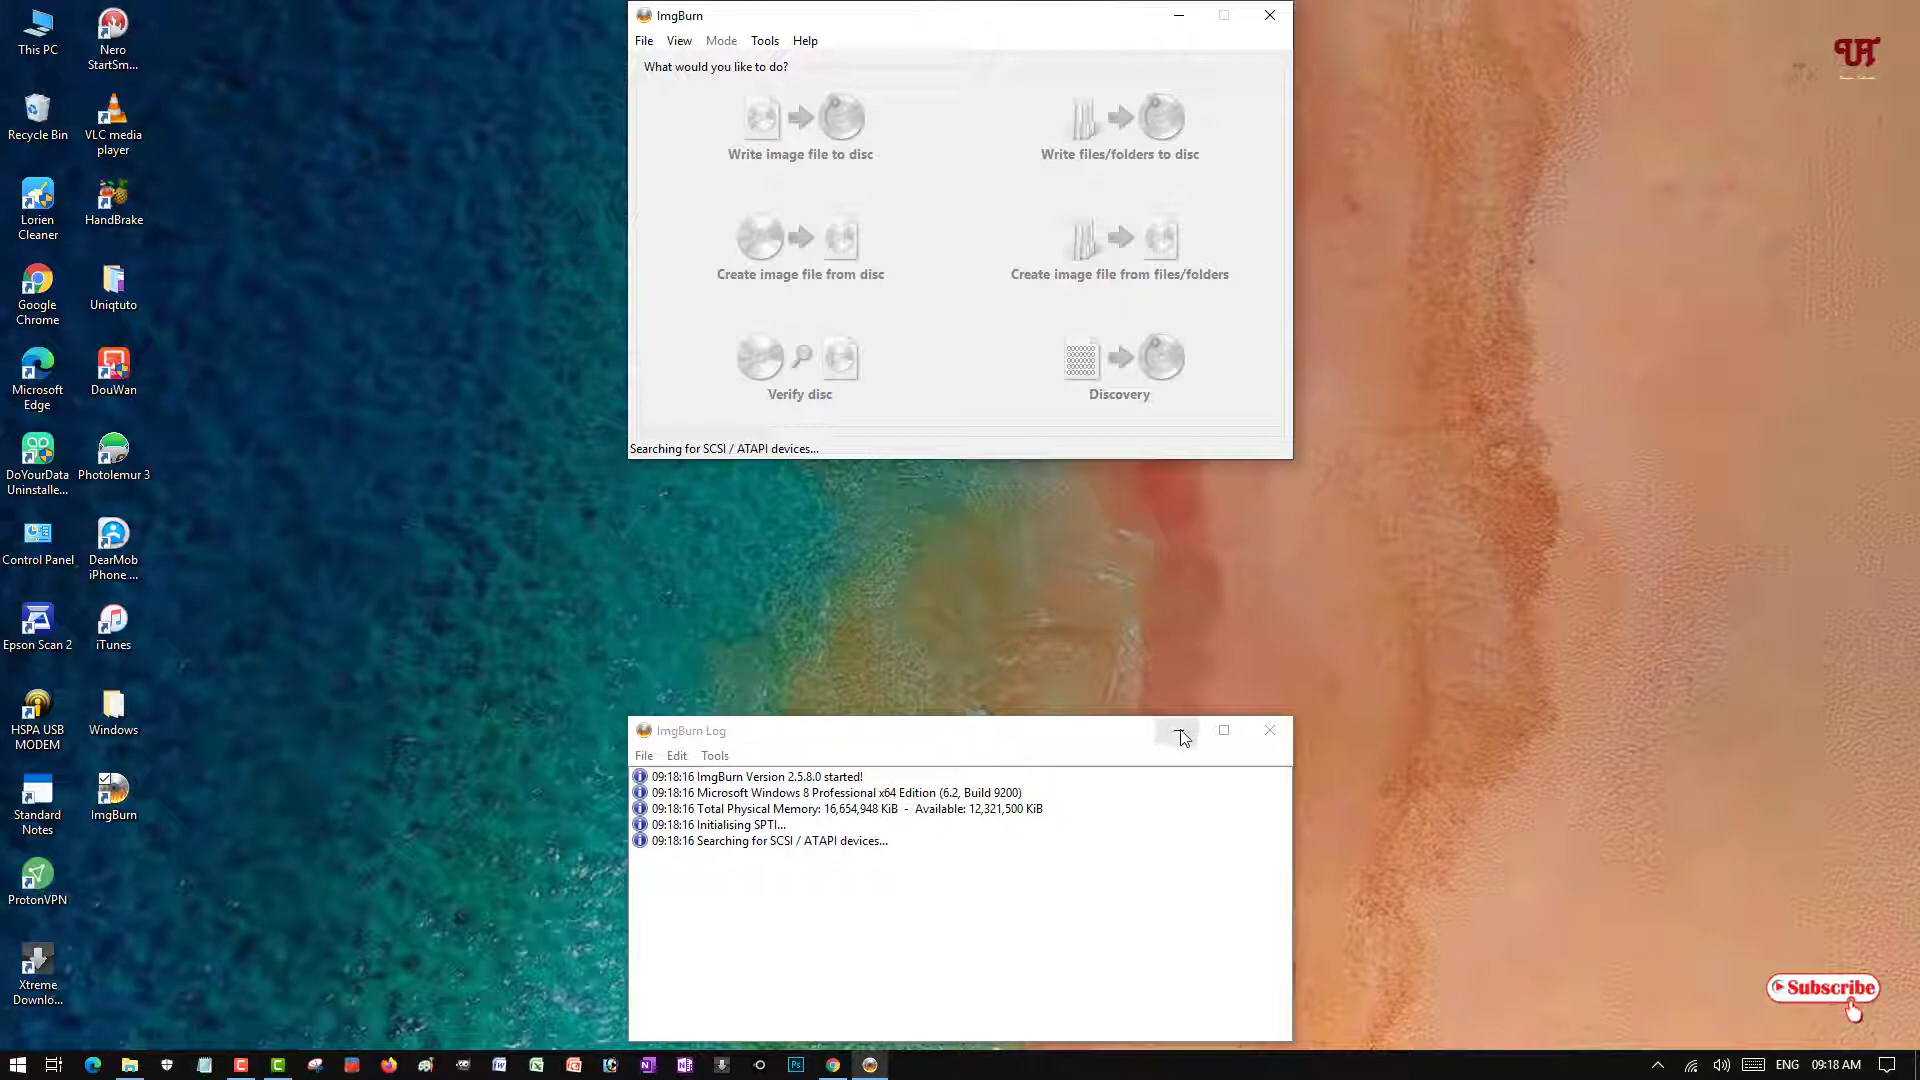 This PC
Nero
StartSm...
Recycle Bin
VLC media
player
Lorien
Cleaner
HandBrake
Google
Chrome
Uniqtuto
Microsoft
Edge
DouWan
DoYourData
Uninstalle...
Photolemur 3
Control Panel
DearMob
iPhone ...
Epson Scan 2
iTunes
HSPA USB
MODEM
Windows
Standard
Notes
ImgBurn
ProtonVPN
Xtreme
Downlo...
ImgBurn
File View Mode Tools Help
What would you like to do?
Write image file to disc
Write files/folders to disc
Create image file from disc
Create image file from files/folders
Verify disc
Discovery
Searching for SCSI / ATAPI devices...
ImgBurn Log
File Edit Tools
09:18:16 ImgBurn Version 2.5.8.0 started!
09:18:16 Microsoft Windows 8 Professional x64 Edition (6.2, Build 9200)
09:18:16 Total Physical Memory: 16,654,948 KiB - Available: 12,321,500 KiB
09:18:16 Initialising SPTI...
09:18:16 Searching for SCSI / ATAPI devices...
UT
Subscribe
ENG 09:18 AM